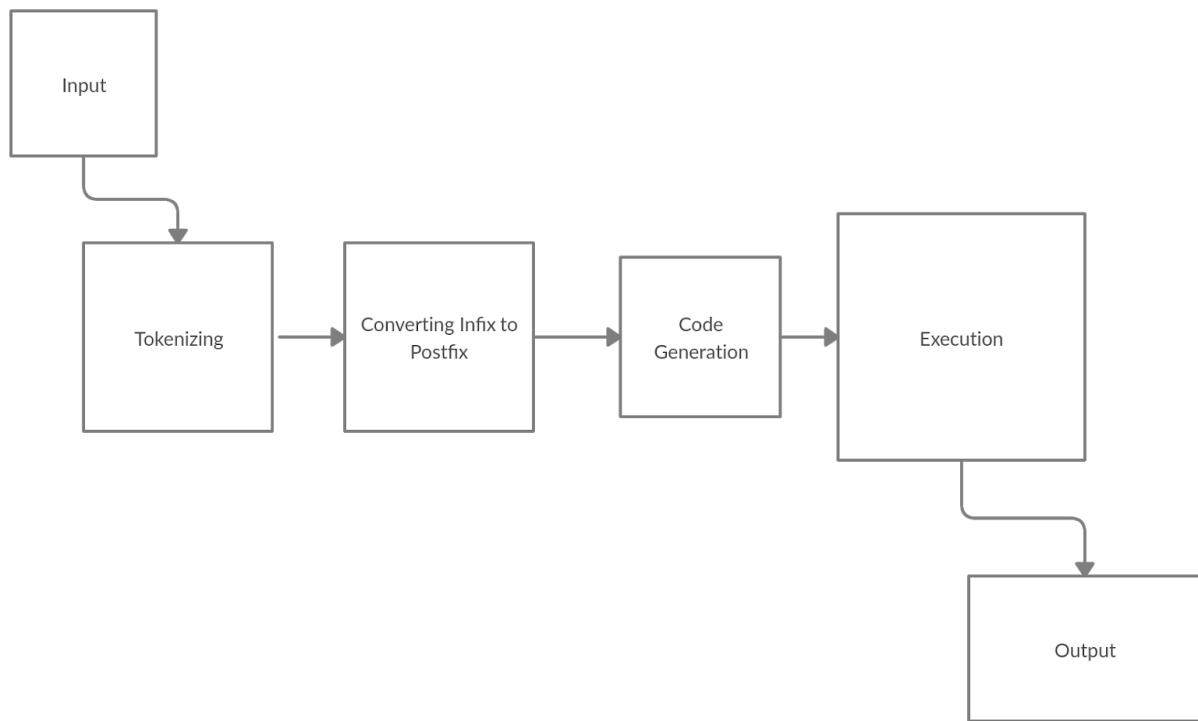 Input
Tokenizing
Converting Infix to
Postfix
Code
Generation
Execution
Output